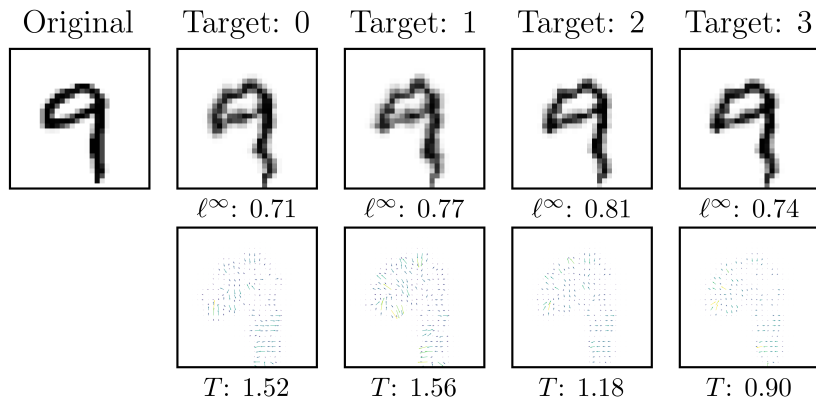 Original Target: 0 Target: 1 Target: 2 Target: 3
ℓ∞: 0.71 ℓ∞: 0.77 ℓ∞: 0.81 ℓ∞: 0.74
T: 1.52 T: 1.56 T: 1.18 T: 0.90